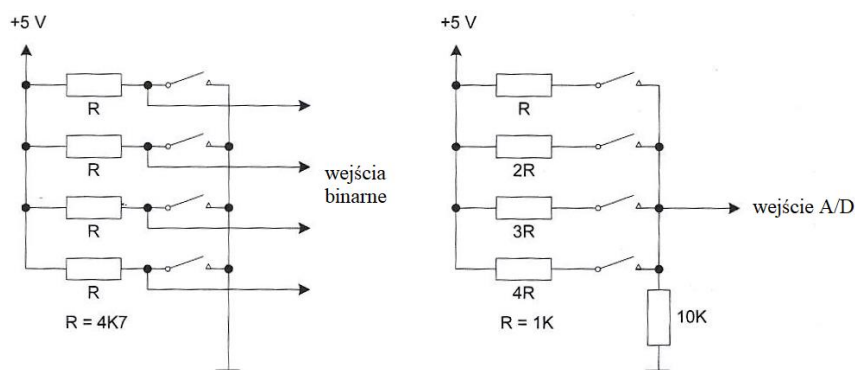 +5 V
R
R
R
R
R = 4K7
wejścia
binarne
+5 V
R
2R
3R
4R
R = 1K
wejście A/D
10K